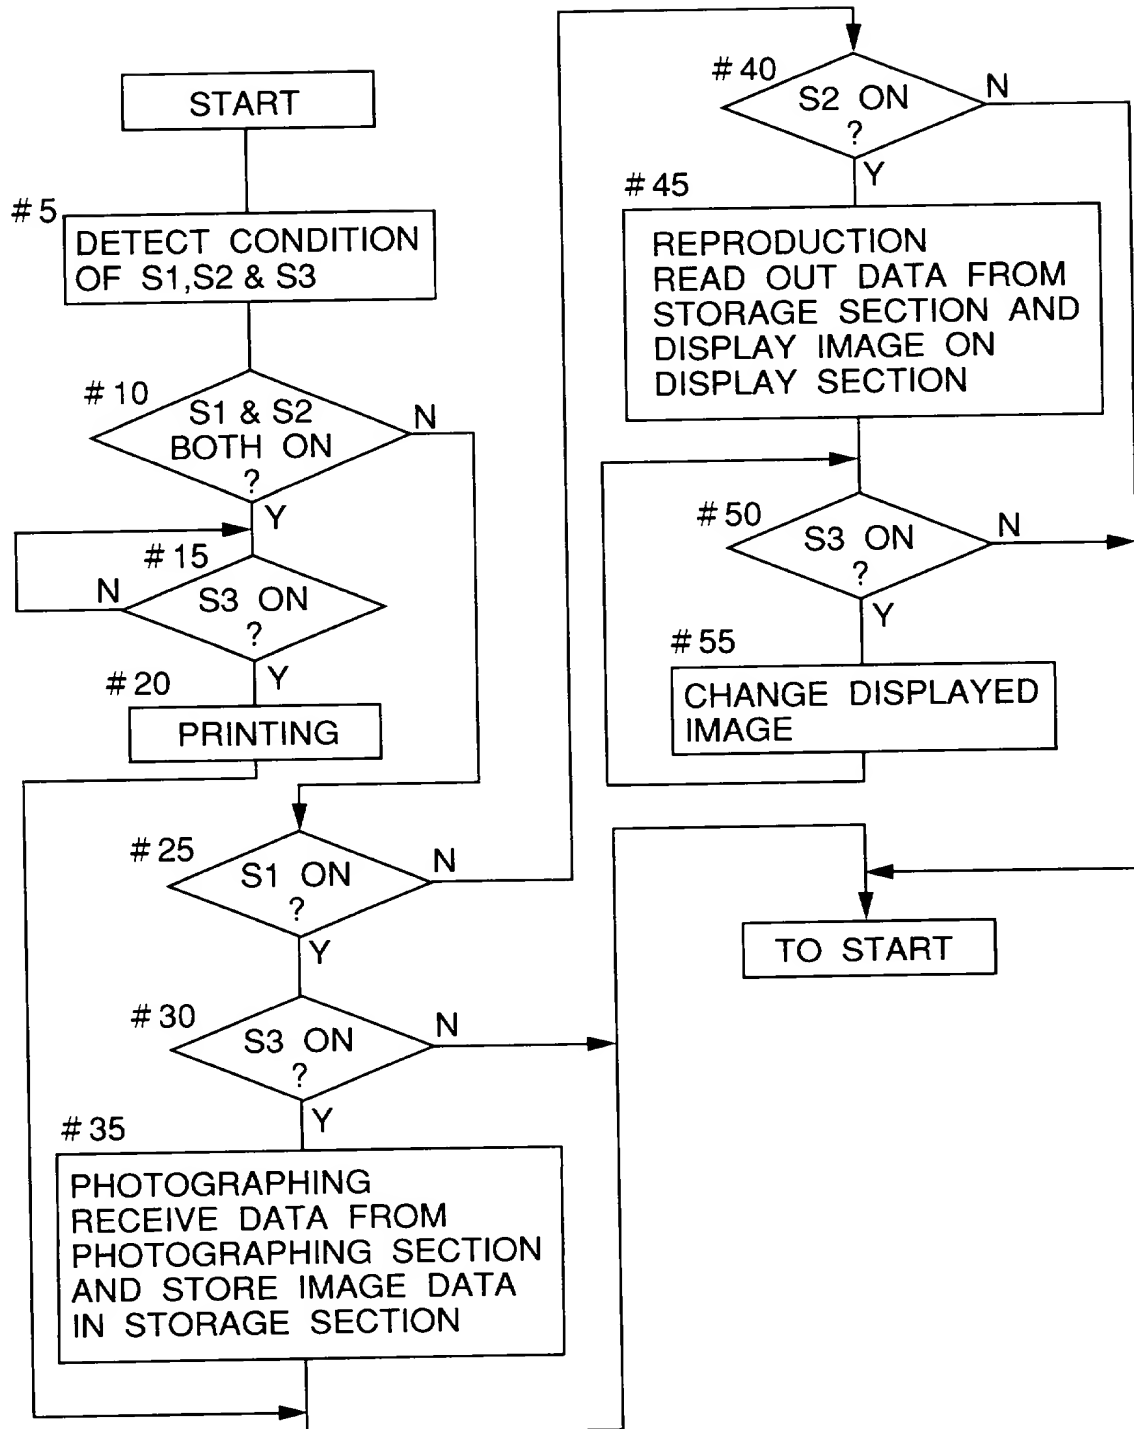 START
#5
DETECT CONDITION
OF S1,S2 & S3
#10
S1 & S2
BOTH ON
?
N
Y
#15
S3 ON
?
N
Y
#20
PRINTING
#25
S1 ON
?
N
Y
#30
S3 ON
?
N
Y
#35
PHOTOGRAPHING
RECEIVE DATA FROM
PHOTOGRAPHING SECTION
AND STORE IMAGE DATA
IN STORAGE SECTION
#40
S2 ON
?
N
Y
#45
REPRODUCTION
READ OUT DATA FROM
STORAGE SECTION AND
DISPLAY IMAGE ON
DISPLAY SECTION
#50
S3 ON
?
N
Y
#55
CHANGE DISPLAYED
IMAGE
TO START